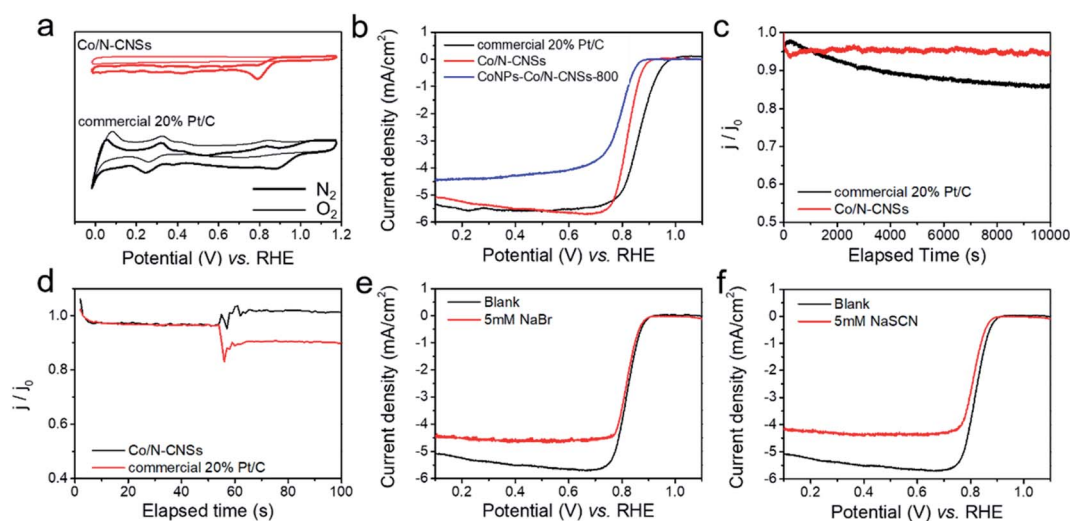 a
Co/N-CNSs
commercial 20% Pt/C
N2
O2
0.0 0.2 0.4 0.6 0.8 1.0 1.2
Potential (V) vs. RHE
b
Current density (mA/cm2)
0
-1
-2
-3
-4
-5
-6
commercial 20% Pt/C
Co/N-CNSs
CoNPs-Co/N-CNSs-800
0.2 0.4 0.6 0.8 1.0
Potential (V) vs. RHE
c
j / j0
1.0
0.9
0.8
0.7
0.6
0.5
commercial 20% Pt/C
Co/N-CNSs
0 2000 4000 6000 8000 10000
Elapsed Time (s)
d
j / j0
1.0
0.8
0.6
0.4
Co/N-CNSs
commercial 20% Pt/C
0 20 40 60 80 100
Elapsed time (s)
e
Current density (mA/cm2)
0
-1
-2
-3
-4
-5
-6
Blank
5mM NaBr
0.2 0.4 0.6 0.8 1.0
Potential (V) vs. RHE
f
Current density (mA/cm2)
0
-1
-2
-3
-4
-5
-6
Blank
5mM NaSCN
0.2 0.4 0.6 0.8 1.0
Potential (V) vs. RHE